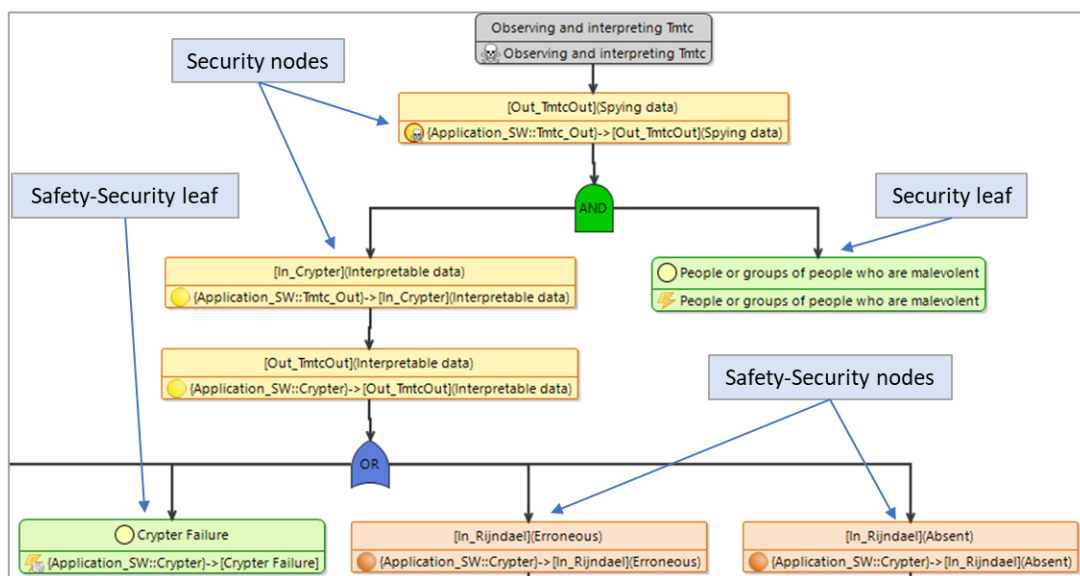 Observing and interpreting Tmtc
Observing and interpreting Tmtc
Security nodes
[Out_TmtcOut](Spying data)
{Application_SW::Tmtc_Out}->[Out_TmtcOut](Spying data)
Safety-Security leaf
Security leaf
AND
[In_Crypter](Interpretable data)
{Application_SW::Tmtc_Out}->[In_Crypter](Interpretable data)
People or groups of people who are malevolent
People or groups of people who are malevolent
[Out_TmtcOut](Interpretable data)
{Application_SW::Crypter}->[Out_TmtcOut](Interpretable data)
Safety-Security nodes
OR
Crypter Failure
{Application_SW::Crypter}->[Crypter Failure]
[In_Rijndael](Erroneous)
{Application_SW::Crypter}->[In_Rijndael](Erroneous)
[In_Rijndael](Absent)
{Application_SW::Crypter}->[In_Rijndael](Absent)